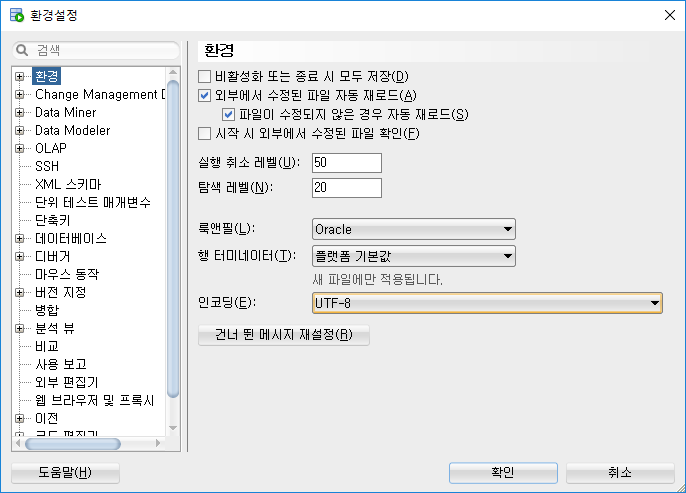 환경설정
검색
환경
Change Management D
Data Miner
Data Modeler
OLAP
SSH
XML 스키마
단위 테스트 매개변수
단축키
데이터베이스
디버거
마우스 동작
버전 지정
병합
분석 뷰
비교
사용 보고
외부 편집기
웹 브라우저 및 프록시
이전
코드 편집기
환경
비활성화 또는 종료 시 모두 저장(D)
외부에서 수정된 파일 자동 재로드(A)
파일이 수정되지 않은 경우 자동 재로드(S)
시작 시 외부에서 수정된 파일 확인(F)
실행 취소 레벨(U): 50
탐색 레벨(N): 20
룩앤필(L): Oracle
행 터미네이터(T): 플랫폼 기본값
새 파일에만 적용됩니다.
인코딩(E): UTF-8
건너 뛴 메시지 재설정(R)
도움말(H)
확인
취소